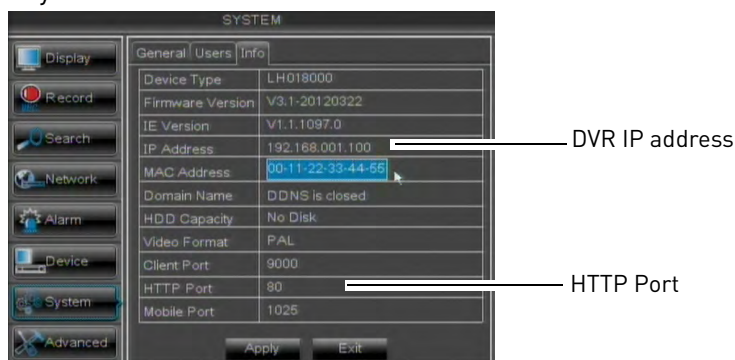 SYSTEM
Display
Record
Search
Network
Alarm
Device
System
Advanced
General Users Info
Device Type LH018000
Firmware Version V3.1-20120322
IE Version V1.1.1097.0
IP Address 192.168.001.100
MAC Address 00-11-22-33-44-55
Domain Name DDNS is closed
HDD Capacity No Disk
Video Format PAL
Client Port 9000
HTTP Port 80
Mobile Port 1025
Apply Exit
DVR IP address
HTTP Port